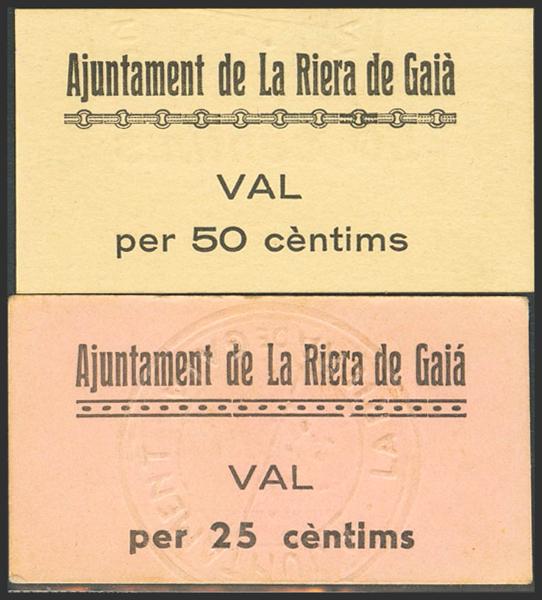 Ajuntament de La Riera de Gaià
VAL
per 50 cèntims
Ajuntament de La Riera de Gaiá
VAL
per 25 cèntims